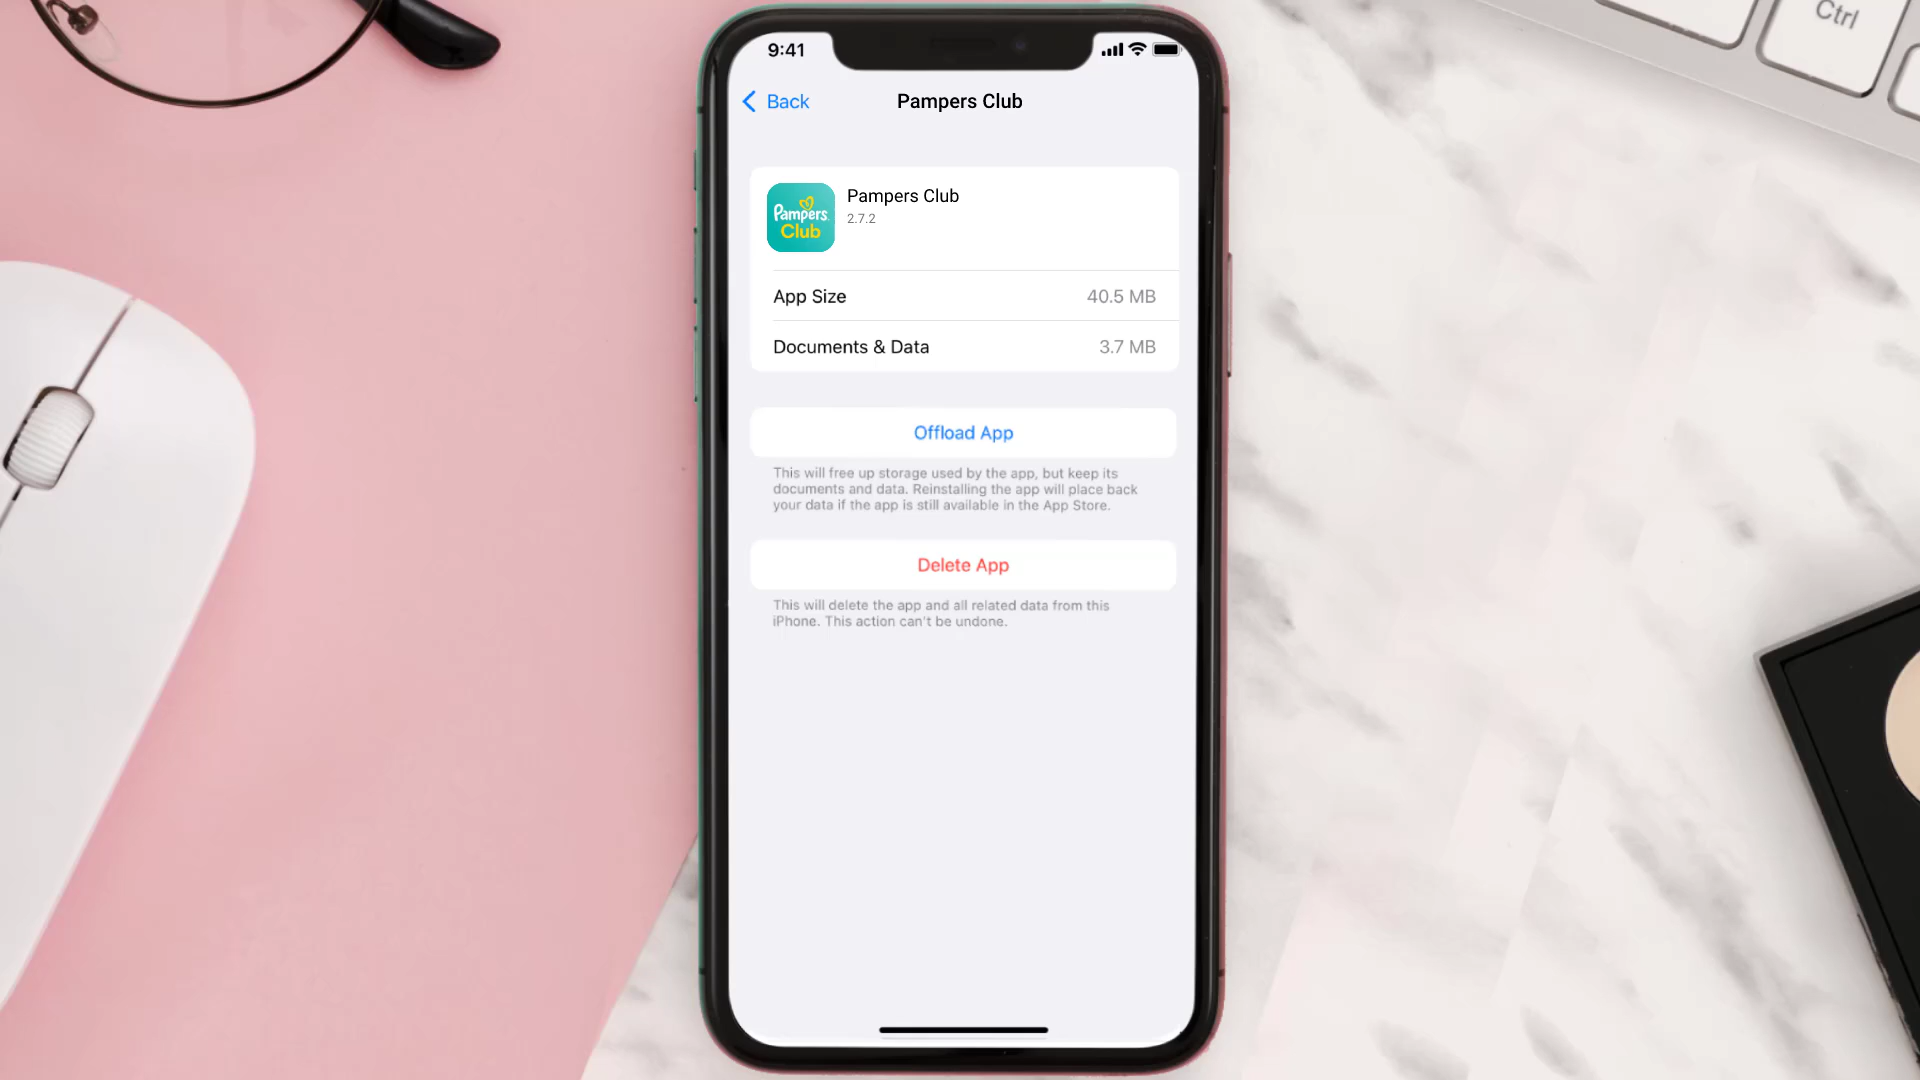 Ctrl
9:41
Back
Pampers Club
Pampers
Club
Pampers Club
2.7.2
App Size
40.5 MB
Documents & Data
3.7 MB
Offload App
This will free up storage used by the app, but keep its
documents and data. Reinstalling the app will place back
your data if the app is still available in the App Store.
Delete App
This will delete the app and all related data from this
iPhone. This action can't be undone.